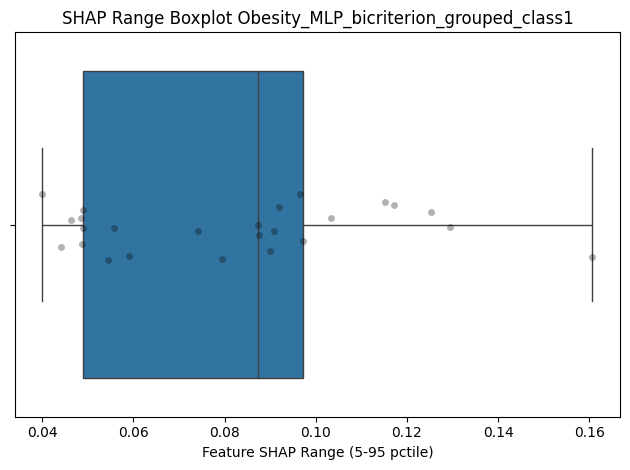 SHAP Range Boxplot Obesity_MLP_bicriterion_grouped_class1
0.04 0.06 0.08 0.10 0.12 0.14 0.16
Feature SHAP Range (5-95 pctile)